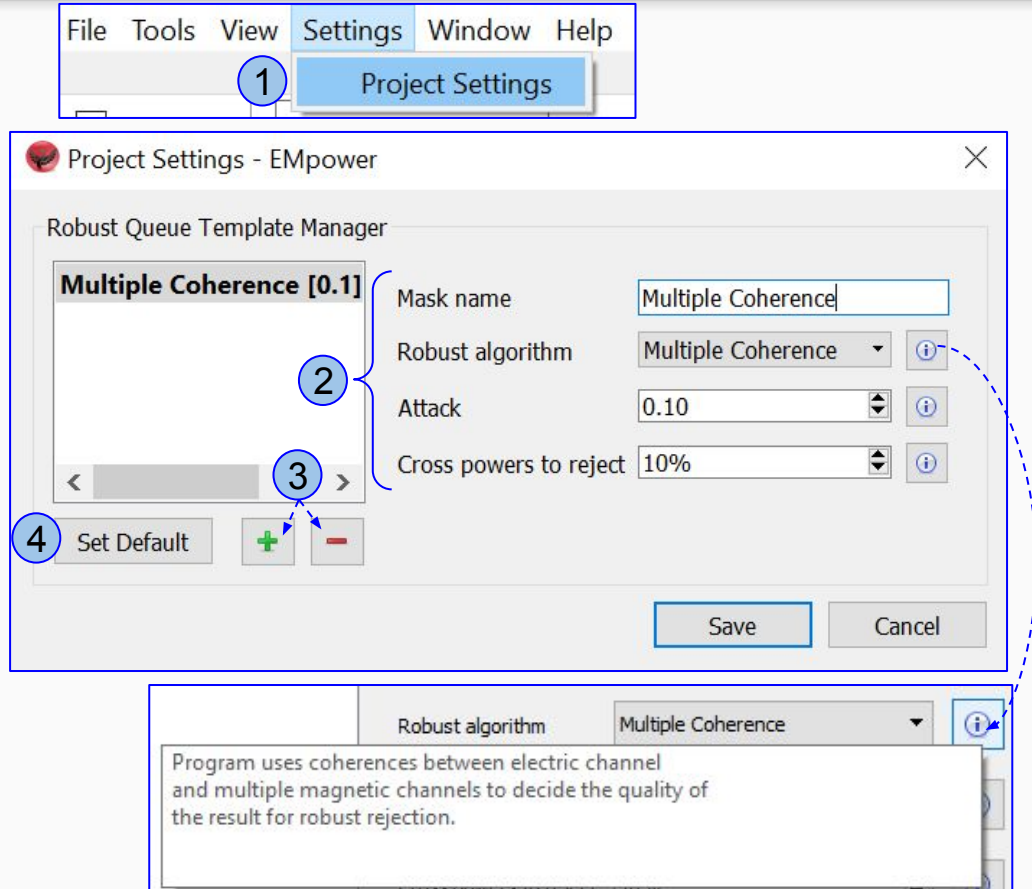 File Tools View Settings Window Help
1 Project Settings
Project Settings - EMpower
Robust Queue Template Manager
Multiple Coherence [0.1]
2
Mask name Multiple Coherence
Robust algorithm Multiple Coherence
Attack 0.10
Cross powers to reject 10%
3
4 Set Default
Save Cancel
Robust algorithm Multiple Coherence
Program uses coherences between electric channel
and multiple magnetic channels to decide the quality of
the result for robust rejection.